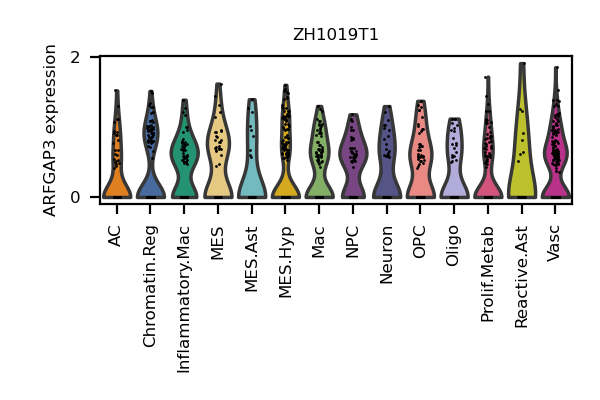 ZH1019T1
ARFGAP3 expression
2
0
AC
Chromatin.Reg
Inflammatory.Mac
MES
MES.Ast
MES.Hyp
Mac
NPC
Neuron
OPC
Oligo
Prolif.Metab
Reactive.Ast
Vasc